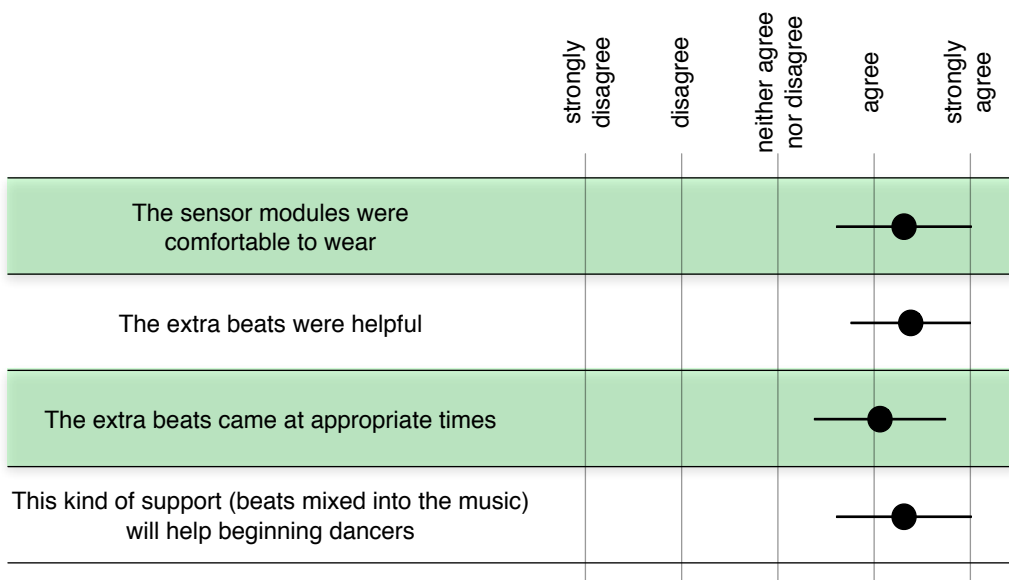 strongly
disagree
disagree
neither agree
nor disagree
agree
strongly
agree
The sensor modules were
comfortable to wear
The extra beats were helpful
The extra beats came at appropriate times
This kind of support (beats mixed into the music)
will help beginning dancers